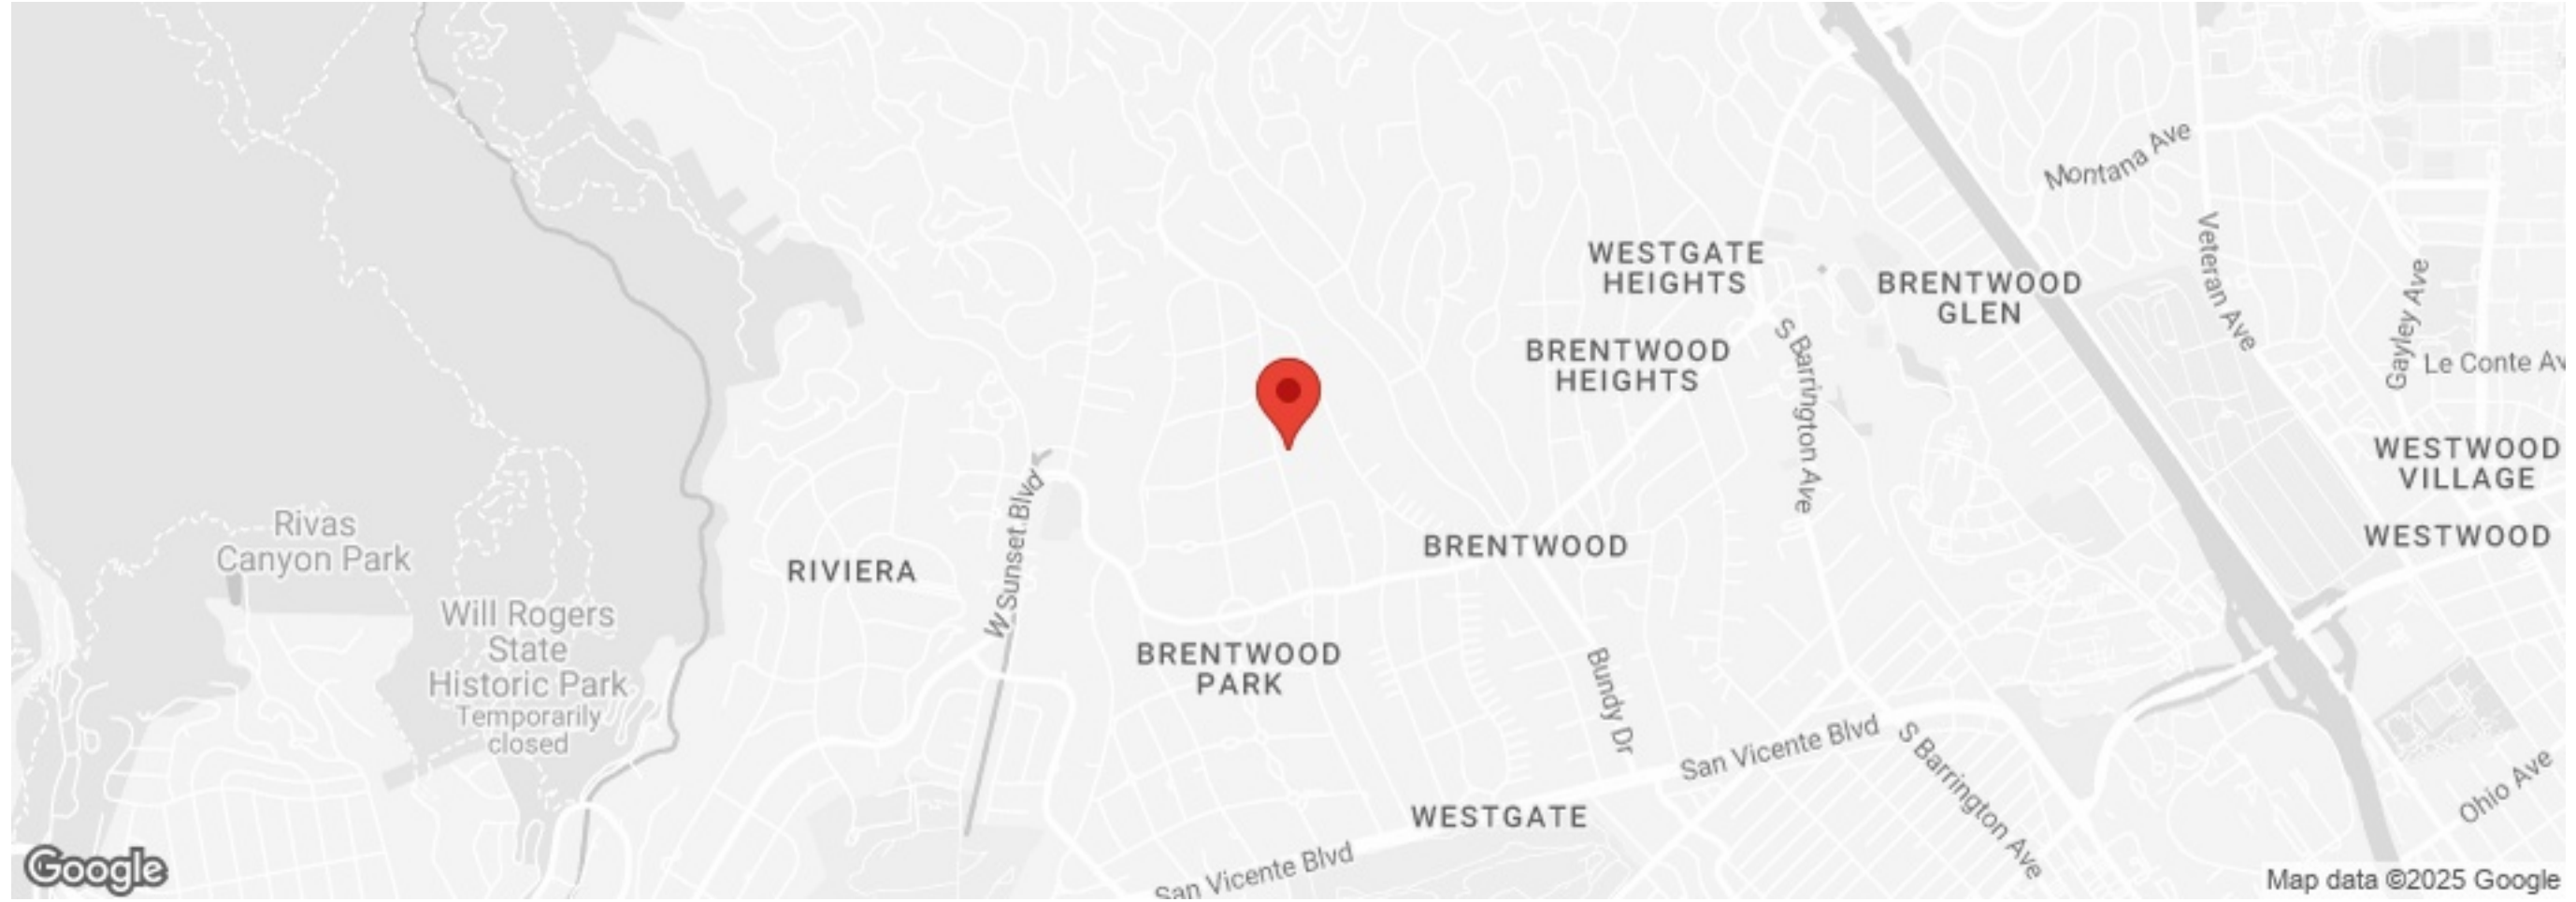 Montana Ave
Veteran Ave
Gayley Ave
Le Conte Av
WESTGATE
HEIGHTS
BRENTWOOD
GLEN
BRENTWOOD
HEIGHTS
S Barrington Ave
WESTWOOD
VILLAGE
WESTWOOD
W Sunset Blvd
Rivas
Canyon Park
BRENTWOOD
RIVIERA
Will Rogers
State
Historic Park
Temporarily
closed
BRENTWOOD
PARK
Bundy Dr
San Vicente Blvd
S Barrington Ave
Ohio Ave
WESTGATE
San Vicente Blvd
Google
Map data ©2025 Google